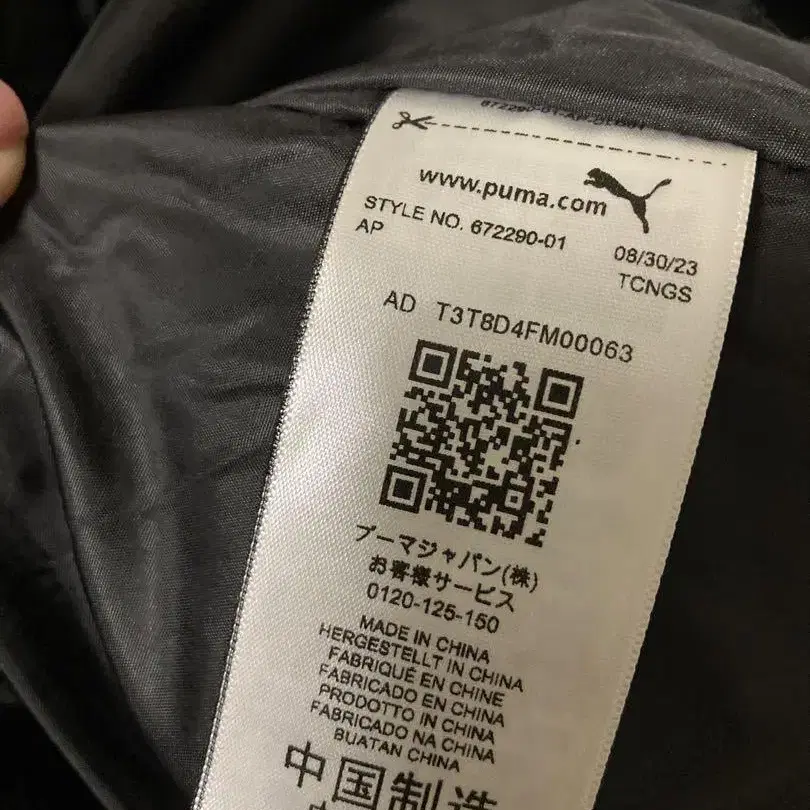 www.puma.com
STYLE NO. 672290-01
AP
08/30/23
TCNGS
AD T3T8D4FM00063
プーマジャパン(株)
お客様サービス
0120-125-150
MADE IN CHINA
HERGESTELLT IN CHINA
FABRIQUÉ EN CHINE
FABRICADO EN CHINA
PRODOTTO IN CHINA
FABRICADO NA CHINA
BUATAN CHINA
中国制造